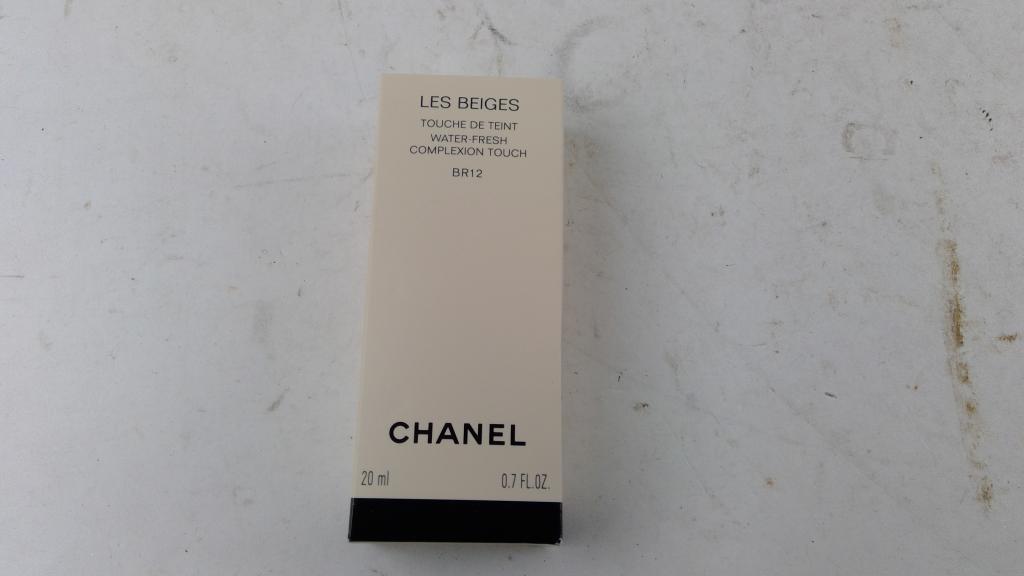 LES BEIGES
TOUCHE DE TEINT
WATER-FRESH
COMPLEXION TOUCH
BR12
CHANEL
20 ml 0.7 FL.OZ.